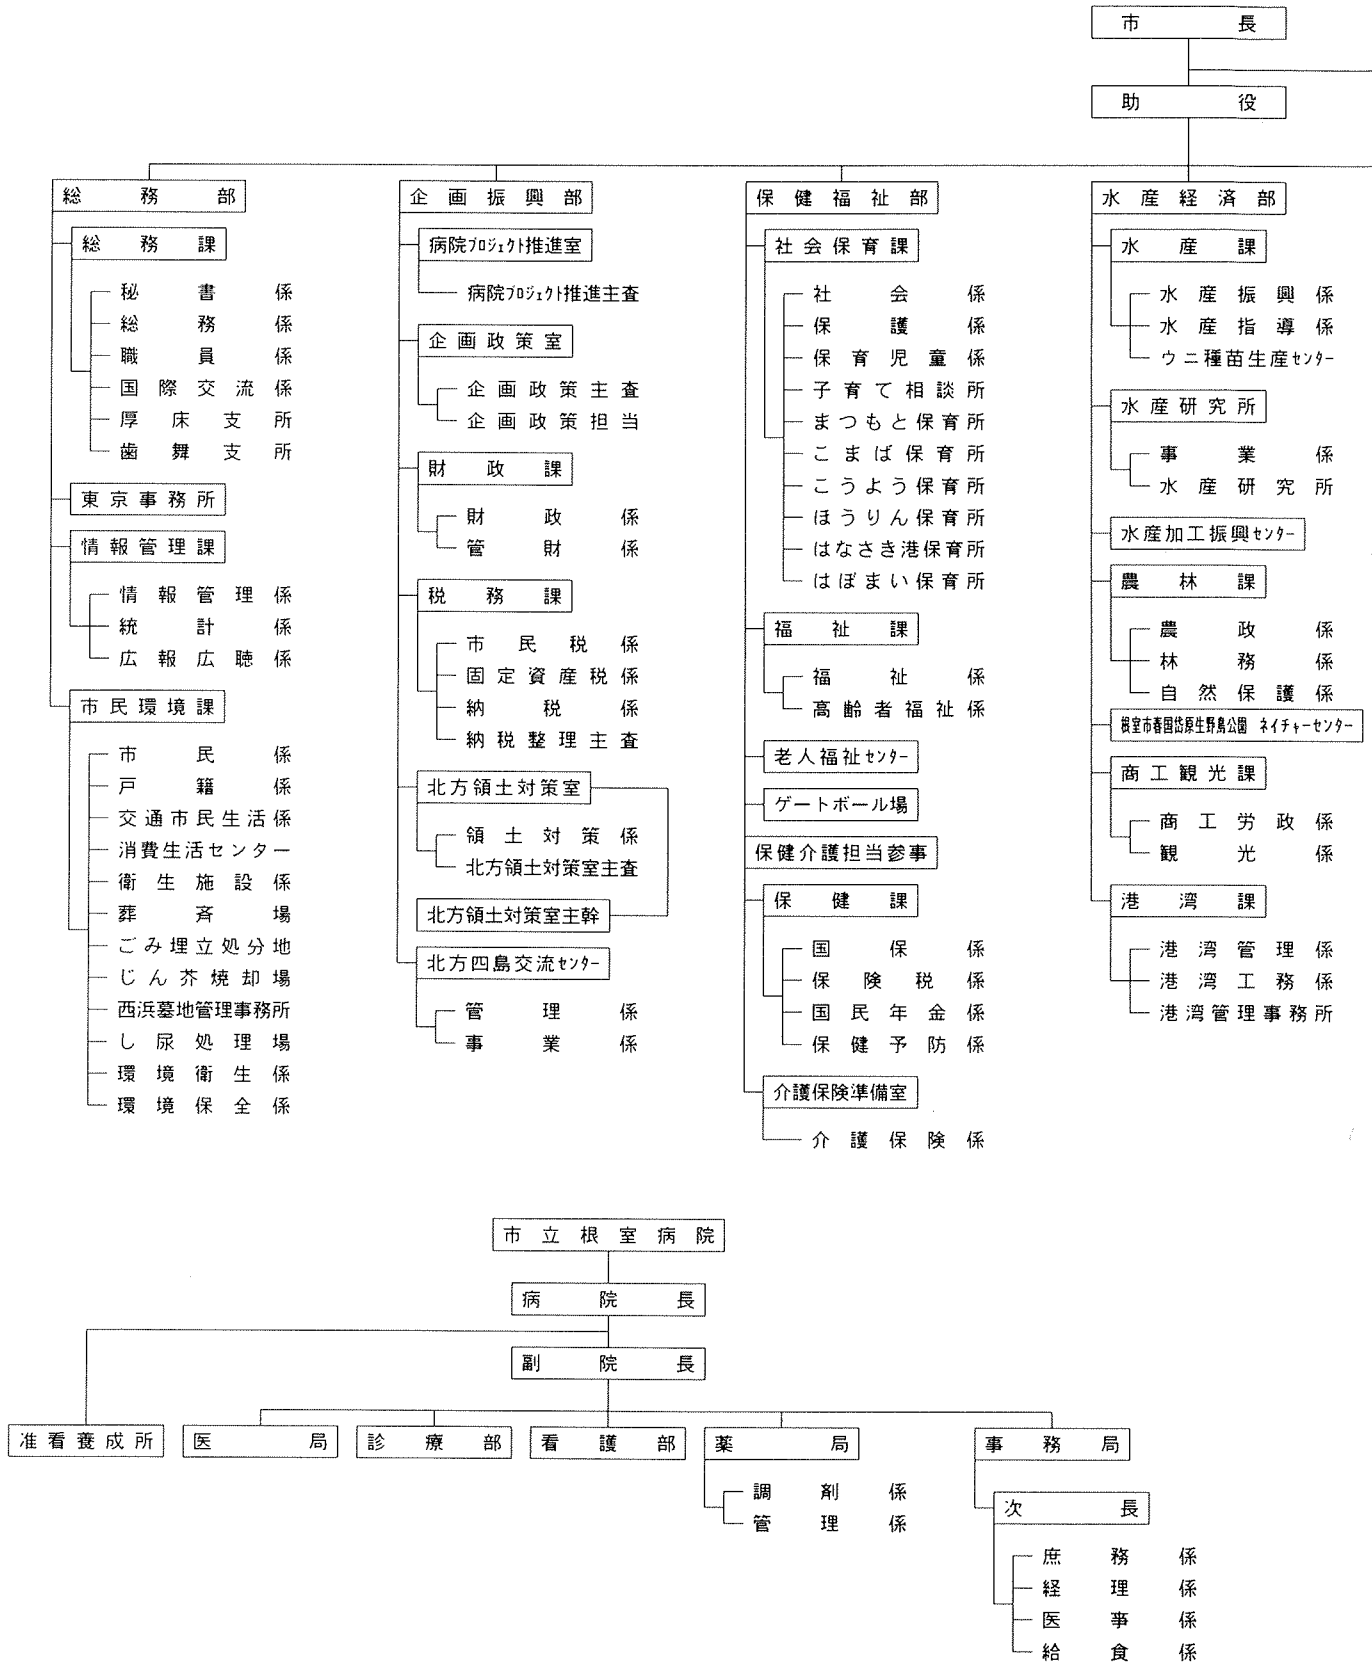 市長
助役
総務部
総務課
秘書係
総務係
職員係
国際交流係
厚床支所
歯舞支所
東京事務所
情報管理課
情報管理係
統計係
広報広聴係
市民環境課
市民係
戸籍係
交通市民生活係
消費生活センター
衛生施設係
葬斉場
ごみ埋立処分地
じん芥焼却場
西浜墓地管理事務所
し尿処理場
環境衛生係
環境保全係
企画振興部
病院プロジェクト推進室
病院プロジェクト推進主査
企画政策室
企画政策主査
企画政策担当
財政課
財政係
管財係
税務課
市民税係
固定資産税係
納税係
納税整理主査
北方領土対策室
領土対策係
北方領土対策室主査
北方領土対策室主幹
北方四島交流センター
管理係
事業係
保健福祉部
社会保育課
社会係
保護係
保育児童係
子育て相談所
まつもと保育所
こまば保育所
こうよう保育所
ほうりん保育所
はなさき港保育所
はぼまい保育所
福祉課
福祉係
高齢者福祉係
老人福祉センター
ゲートボール場
保健介護担当参事
保健課
国保係
保険税係
国民年金係
保健予防係
介護保険準備室
介護保険係
水産経済部
水産課
水産振興係
水産指導係
ウニ種苗生産センター
水産研究所
事業係
水産研究所
水産加工振興センター
農林課
農政係
林務係
自然保護係
根室市春国岱原生野鳥公園 ネイチャーセンター
商工観光課
商工労政係
観光係
港湾課
港湾管理係
港湾工務係
港湾管理事務所
市立根室病院
病院長
副院長
准看養成所
医局
診療部
看護部
薬局
調剤係
管理係
事務局
次長
庶務係
経理係
医事係
給食係